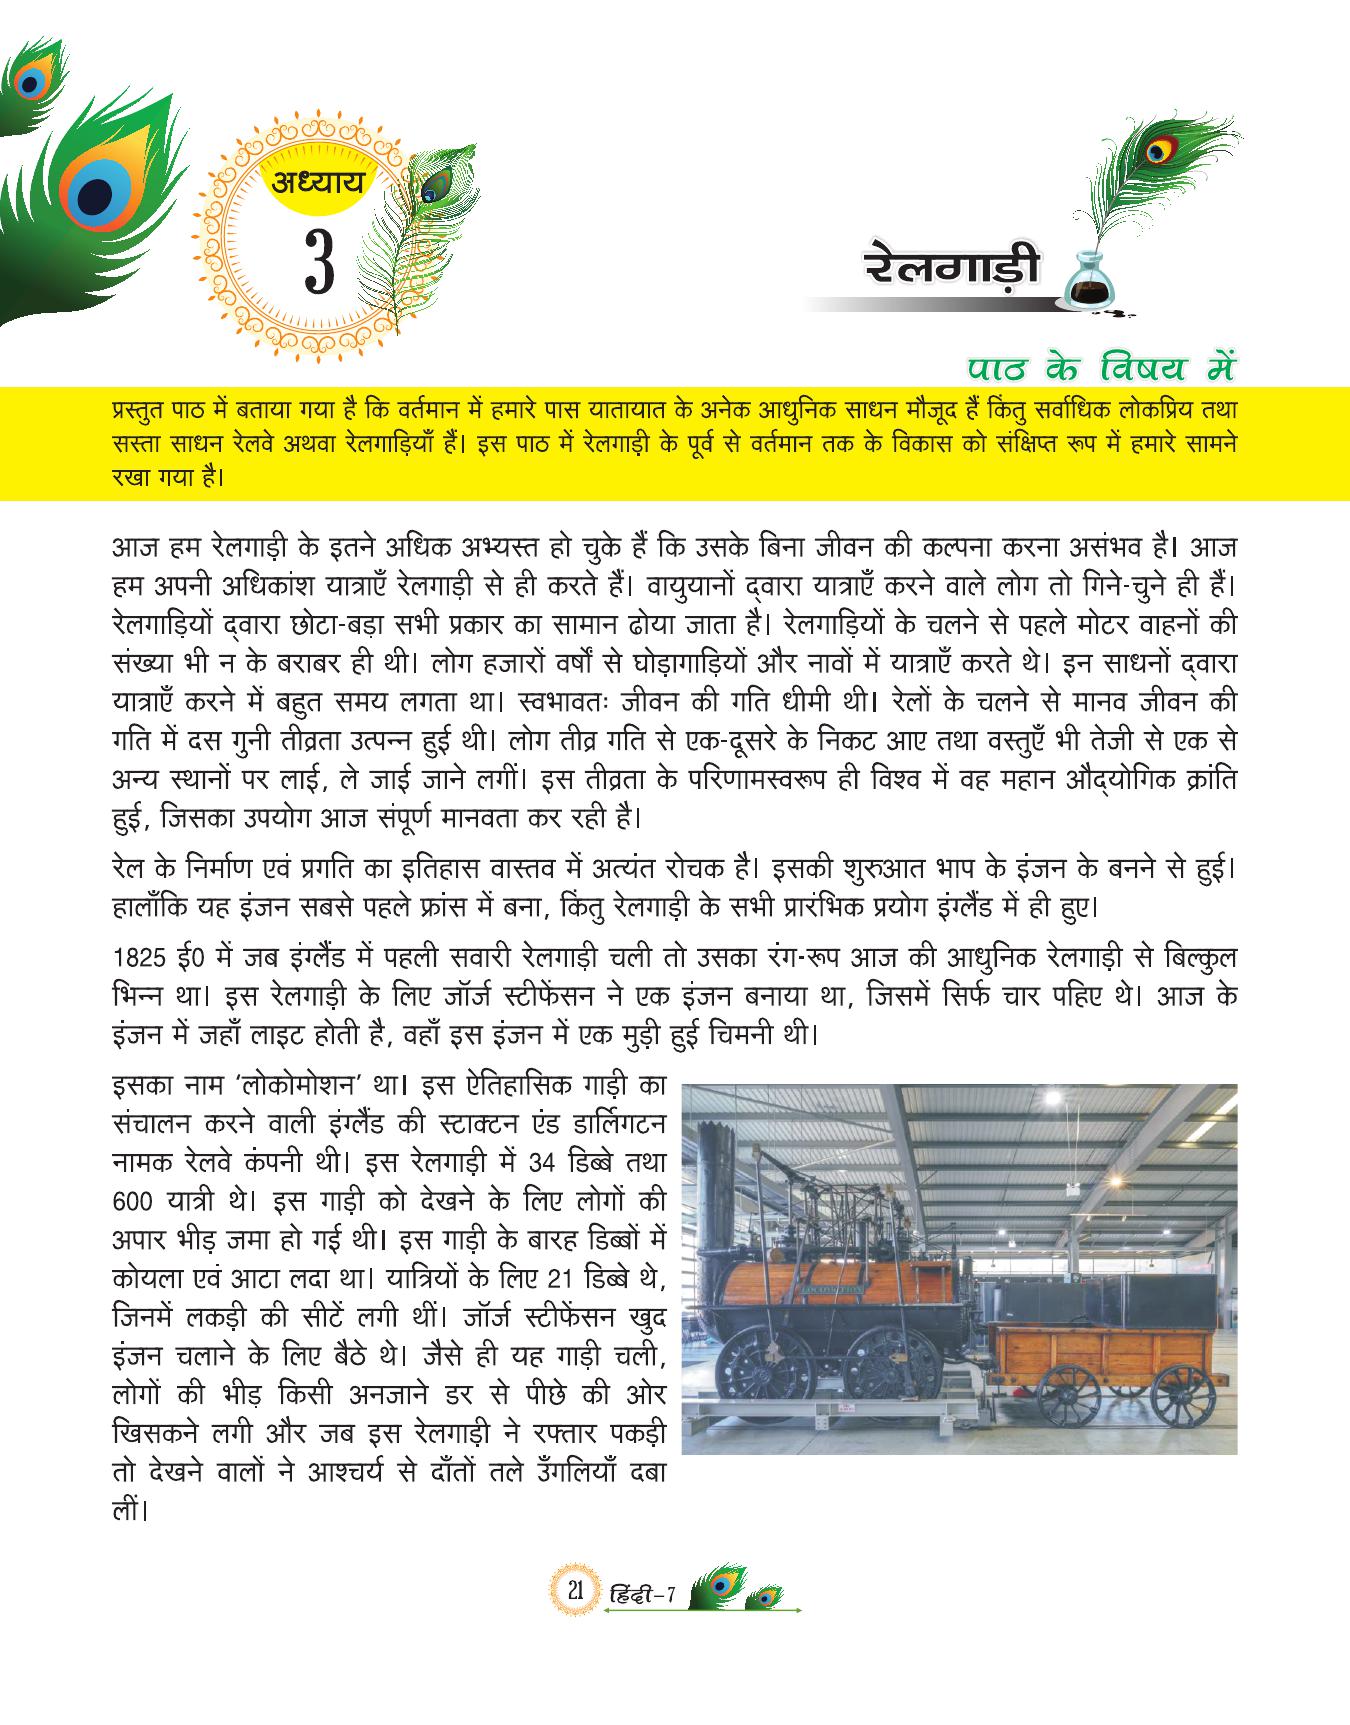 अध्याय
3
रेलगाड़ी
पाठ के विषय में
प्रस्तुत पाठ में बताया गया है कि वर्तमान में हमारे पास यातायात के अनेक आधुनिक साधन मौजूद हैं किंतु सर्वाधिक लोकप्रिय तथा
सस्ता साधन रेलवे अथवा रेलगाड़ियाँ हैं। इस पाठ में रेलगाड़ी के पूर्व से वर्तमान तक के विकास को संक्षिप्त रूप में हमारे सामने
रखा गया है।
आज हम रेलगाड़ी के इतने अधिक अभ्यस्त हो चुके हैं कि उसके बिना जीवन की कल्पना करना असंभव है। आज
हम अपनी अधिकांश यात्राएँ रेलगाड़ी से ही करते हैं। वायुयानों द्वारा यात्राएँ करने वाले लोग तो गिने-चुने ही हैं।
रेलगाड़ियों द्वारा छोटा-बड़ा सभी प्रकार का सामान ढोया जाता है। रेलगाड़ियों के चलने से पहले मोटर वाहनों की
संख्या भी न के बराबर ही थी। लोग हजारों वर्षों से घोड़ागाड़ियों और नावों में यात्राएँ करते थे। इन साधनों द्वारा
यात्राएँ करने में बहुत समय लगता था। स्वभावतः जीवन की गति धीमी थी। रेलों के चलने से मानव जीवन की
गति में दस गुनी तीव्रता उत्पन्न हुई थी। लोग तीव्र गति से एक-दूसरे के निकट आए तथा वस्तुएँ भी तेजी से एक से
अन्य स्थानों पर लाई, ले जाई जाने लगीं। इस तीव्रता के परिणामस्वरूप ही विश्व में वह महान औद्योगिक क्रांति
हुई, जिसका उपयोग आज संपूर्ण मानवता कर रही है।
रेल के निर्माण एवं प्रगति का इतिहास वास्तव में अत्यंत रोचक है। इसकी शुरुआत भाप के इंजन के बनने से हुई।
हालाँकि यह इंजन सबसे पहले फ्रांस में बना, किंतु रेलगाड़ी के सभी प्रारंभिक प्रयोग इंग्लैंड में ही हुए।
1825 ई0 में जब इंग्लैंड में पहली सवारी रेलगाड़ी चली तो उसका रंग-रूप आज की आधुनिक रेलगाड़ी से बिल्कुल
भिन्न था। इस रेलगाड़ी के लिए जॉर्ज स्टीफेंसन ने एक इंजन बनाया था, जिसमें सिर्फ चार पहिए थे। आज के
इंजन में जहाँ लाइट होती है, वहाँ इस इंजन में एक मुड़ी हुई चिमनी थी।
इसका नाम 'लोकोमोशन' था। इस ऐतिहासिक गाड़ी का
संचालन करने वाली इंग्लैंड की स्टाक्टन एंड डार्लिगटन
नामक रेलवे कंपनी थी। इस रेलगाड़ी में 34 डिब्बे तथा
600 यात्री थे। इस गाड़ी को देखने के लिए लोगों की
अपार भीड़ जमा हो गई थी। इस गाड़ी के बारह डिब्बों में
कोयला एवं आटा लदा था। यात्रियों के लिए 21 डिब्बे थे,
जिनमें लकड़ी की सीटें लगी थीं। जॉर्ज स्टीफेंसन खुद
इंजन चलाने के लिए बैठे थे। जैसे ही यह गाड़ी चली,
लोगों की भीड़ किसी अनजाने डर से पीछे की ओर
खिसकने लगी और जब इस रेलगाड़ी ने रफ्तार पकड़ी
तो देखने वालों ने आश्चर्य से दाँतों तले उँगलियाँ दबा
लीं।
LOCOMOTION
21 हिंदी–7